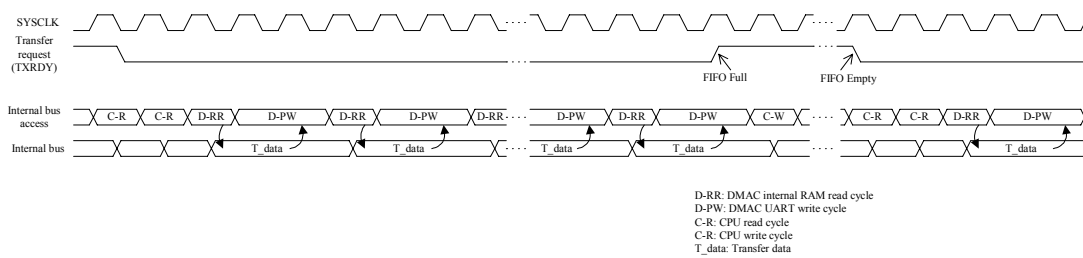 SYSCLK
Transfer
request
(TXRDY)
FIFO Full
FIFO Empty
Internal bus
access
C-R C-R D-RR D-PW D-RR D-PW D-RR D-PW D-RR D-PW C-W C-R C-R D-RR D-PW
Internal bus
T_data T_data T_data T_data T_data
D-RR: DMAC internal RAM read cycle
D-PW: DMAC UART write cycle
C-R: CPU read cycle
C-R: CPU write cycle
T_data: Transfer data